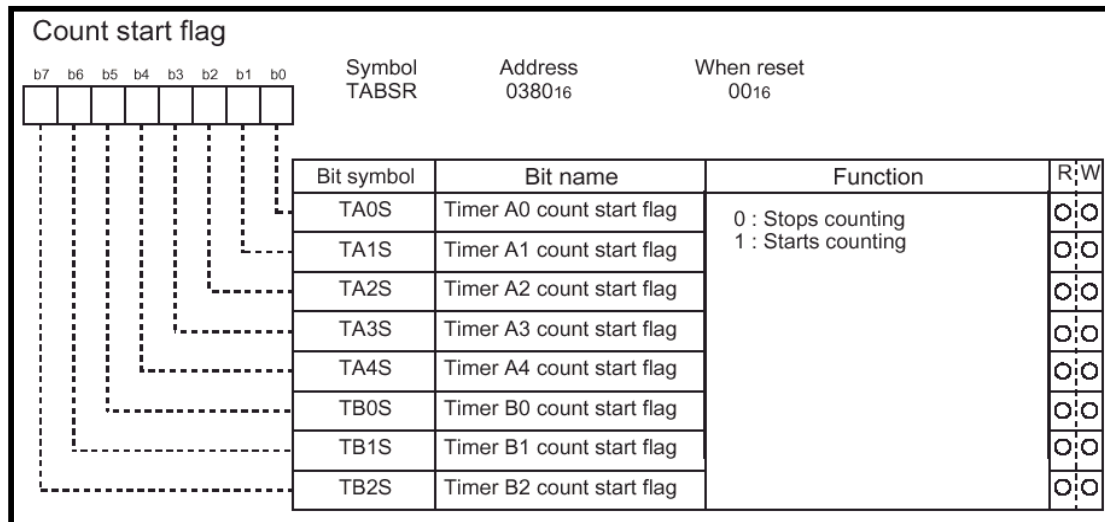 Count start flag
b7 b6 b5 b4 b3 b2 b1 b0
Symbol Address When reset
TABSR 038016 0016
Bit symbol Bit name Function R W
TA0S Timer A0 count start flag 0 : Stops counting
1 : Starts counting
TA1S Timer A1 count start flag
TA2S Timer A2 count start flag
TA3S Timer A3 count start flag
TA4S Timer A4 count start flag
TB0S Timer B0 count start flag
TB1S Timer B1 count start flag
TB2S Timer B2 count start flag